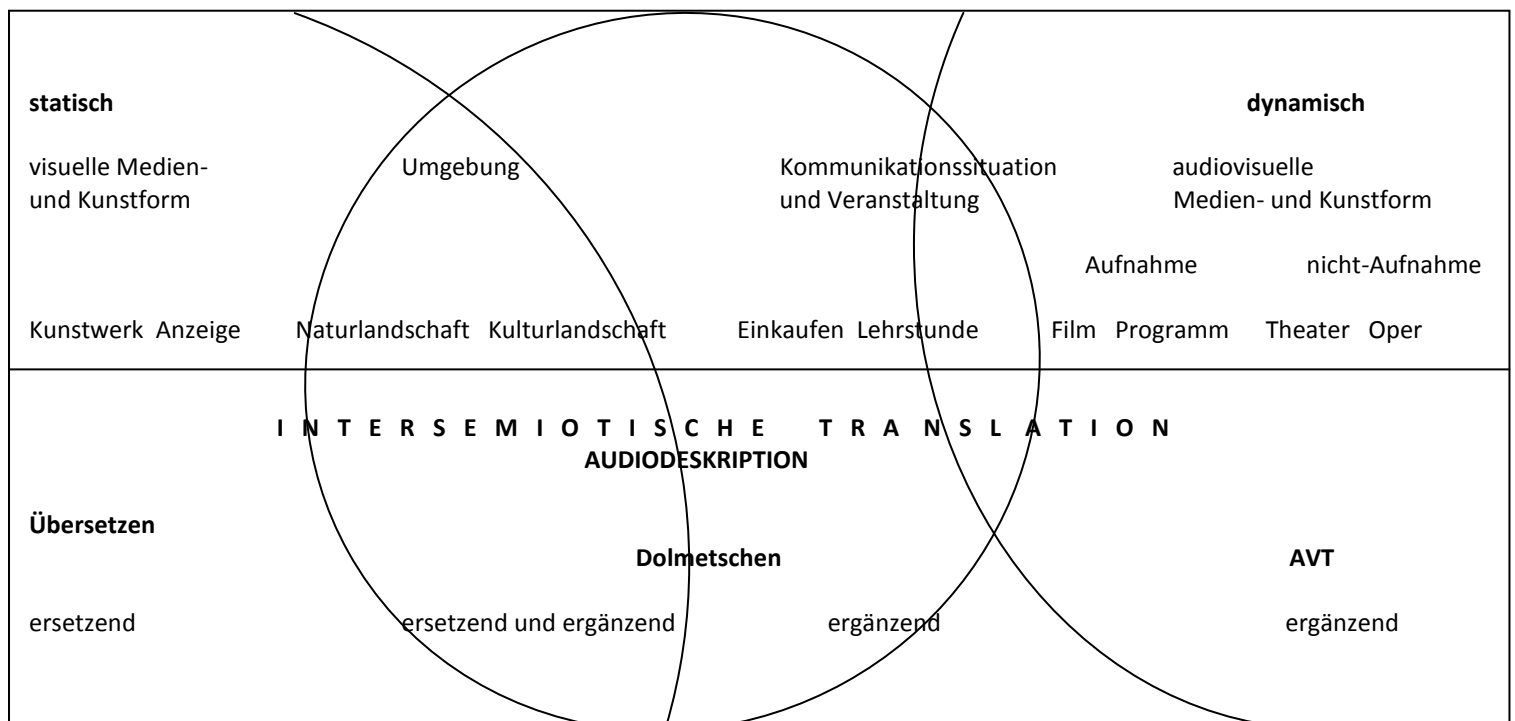 statisch dynamisch
visuelle Medien- Umgebung Kommunikationssituation audiovisuelle
und Kunstform und Veranstaltung Medien- und Kunstform
Aufnahme nicht-Aufnahme
Kunstwerk Anzeige Naturlandschaft Kulturlandschaft Einkaufen Lehrstunde Film Programm Theater Oper
I N T E R S E M I O T I S C H E T R A N S L A T I O N
AUDIODESKRIPTION
Übersetzen
Dolmetschen AVT
ersetzend ersetzend und ergänzend ergänzend ergänzend